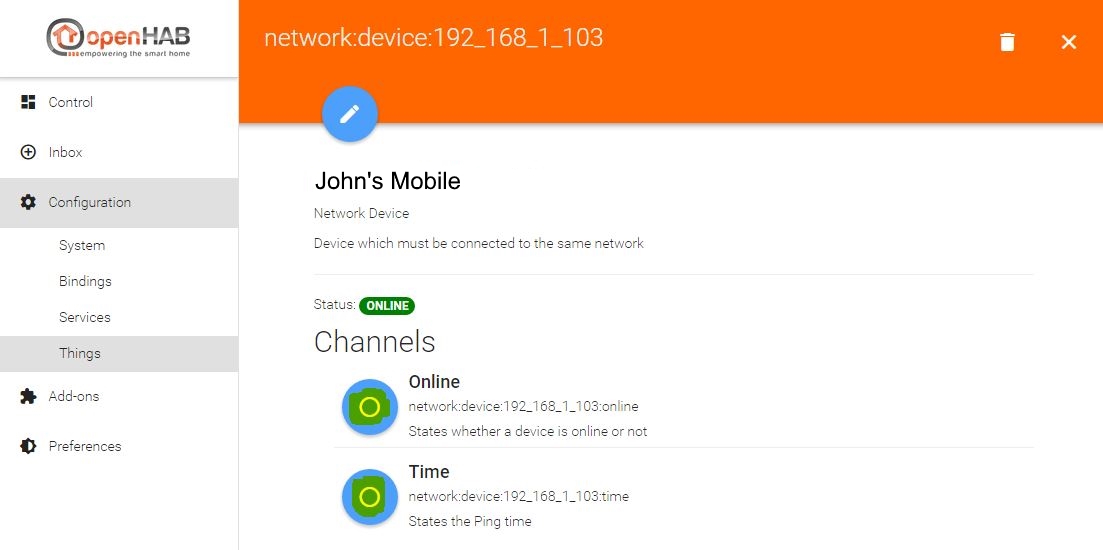 openHAB
empowering the smart home
network:device:192_168_1_103
Control
Inbox
Configuration
System
Bindings
Services
Things
Add-ons
Preferences
John's Mobile
Network Device
Device which must be connected to the same network
Status: ONLINE
Channels
Online
network:device:192_168_1_103:online
States whether a device is online or not
Time
network:device:192_168_1_103:time
States the Ping time